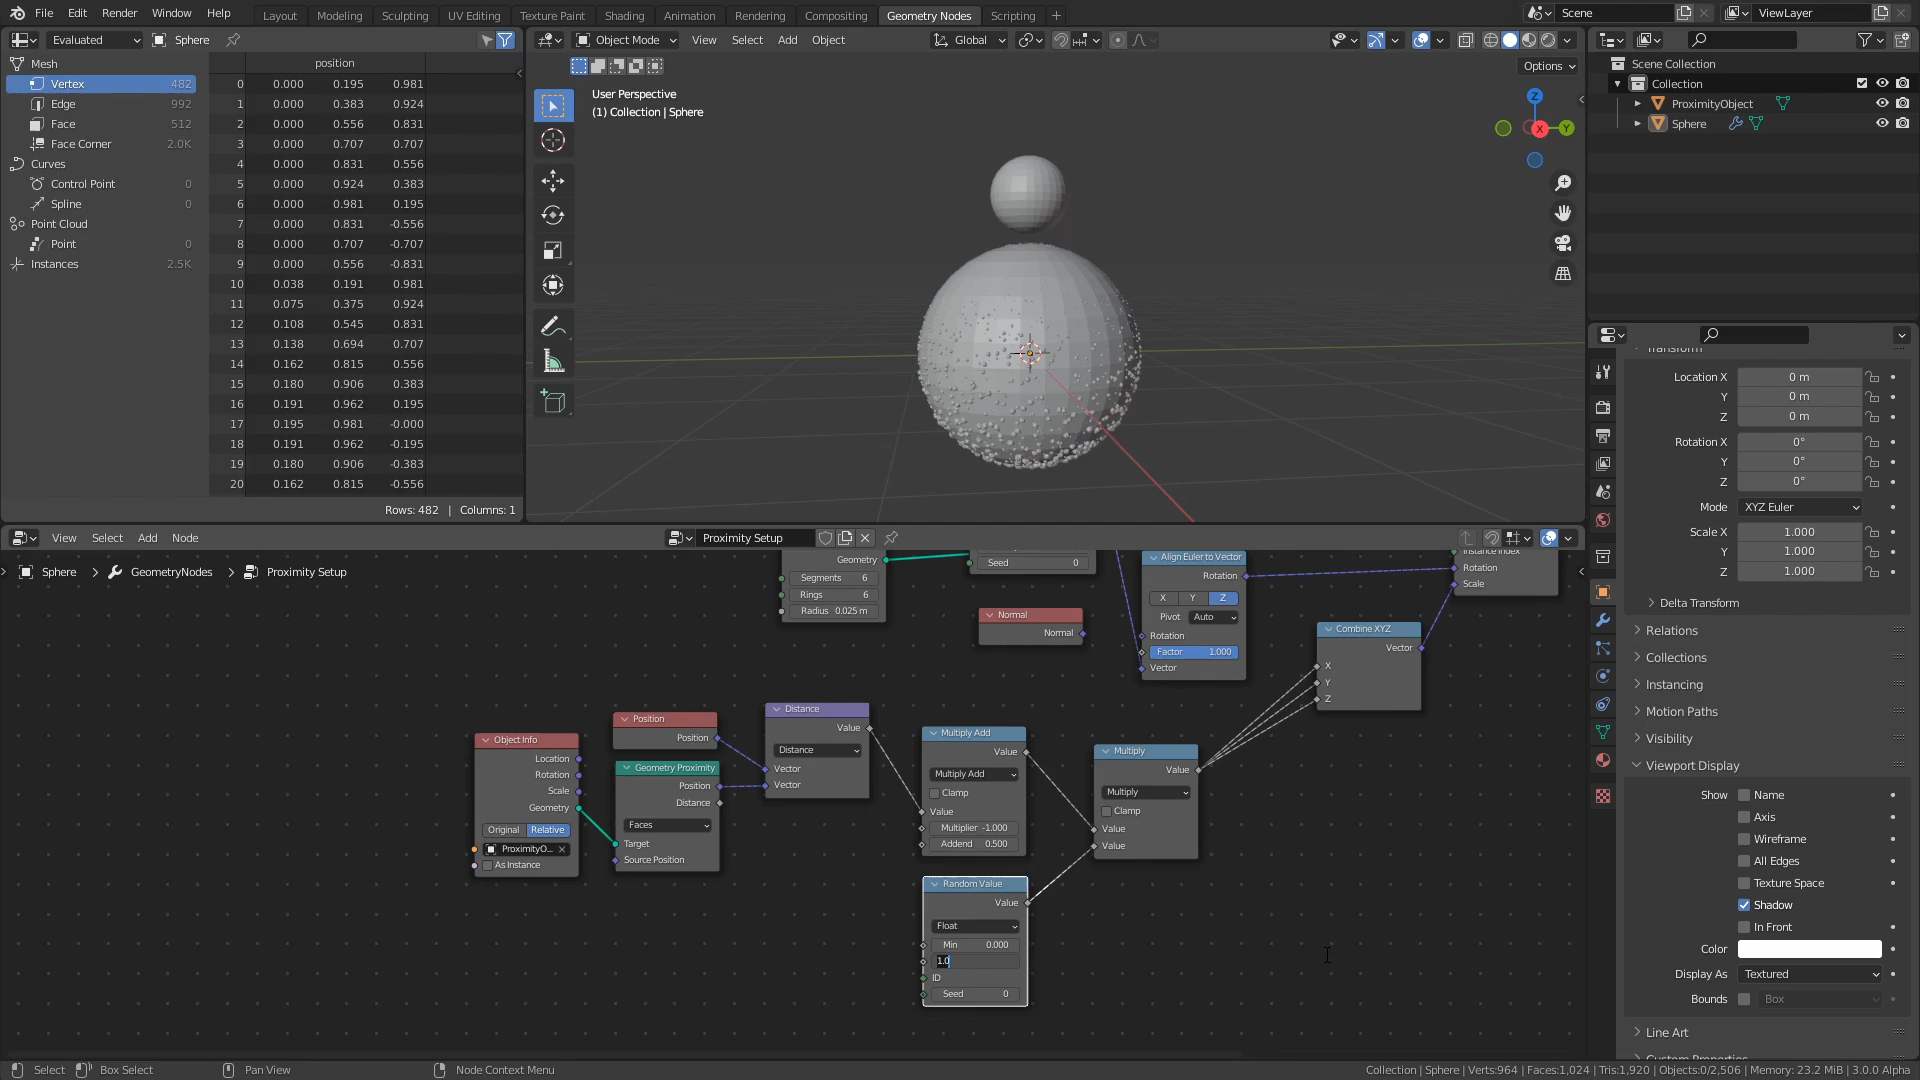 File Edit Render Window Help Layout Modeling Sculpting UV Editing Texture Paint Shading Animation Rendering Compositing Geometry Nodes Scripting + Scene ViewLayer
Evaluated Sphere
Object Mode View Select Add Object Global
Options
User Perspective
(1) Collection | Sphere
Z
X
Y
Mesh
Vertex 482
Edge 992
Face 512
Face Corner 2.0K
Curves
Control Point 0
Spline 0
Point Cloud
Point 0
Instances 2.5K
position
0 0.000 0.195 0.981
1 0.000 0.383 0.924
2 0.000 0.556 0.831
3 0.000 0.707 0.707
4 0.000 0.831 0.556
5 0.000 0.924 0.383
6 0.000 0.981 0.195
7 0.000 0.831 -0.556
8 0.000 0.707 -0.707
9 0.000 0.556 -0.831
10 0.038 0.191 0.981
11 0.075 0.375 0.924
12 0.108 0.545 0.831
13 0.138 0.694 0.707
14 0.162 0.815 0.556
15 0.180 0.906 0.383
16 0.191 0.962 0.195
17 0.195 0.981 -0.000
18 0.191 0.962 -0.195
19 0.180 0.906 -0.383
20 0.162 0.815 -0.556
Rows: 482 | Columns: 1
Scene Collection
Collection
ProximityObject
Sphere
Transform
Location X 0 m
Y 0 m
Z 0 m
Rotation X 0°
Y 0°
Z 0°
Mode XYZ Euler
Scale X 1.000
Y 1.000
Z 1.000
Delta Transform
Relations
Collections
Instancing
Motion Paths
Visibility
Viewport Display
Show Name
Axis
Wireframe
All Edges
Texture Space
Shadow
In Front
Color
Display As Textured
Bounds Box
Line Art
Custom Properties
View Select Add Node Proximity Setup
Sphere > GeometryNodes > Proximity Setup
Geometry
Segments 6
Rings 6
Radius 0.025 m
Seed 0
Normal
Normal
Align Euler to Vector
Rotation
X Y Z
Pivot Auto
Rotation
Factor 1.000
Vector
Instance Index
Rotation
Scale
Combine XYZ
Vector
X
Y
Z
Object Info
Location
Rotation
Scale
Geometry
Original Relative
ProximityO...
As Instance
Position
Position
Geometry Proximity
Position
Distance
Faces
Target
Source Position
Distance
Value
Distance
Vector
Vector
Multiply Add
Value
Multiply Add
Clamp
Value
Multiplier -1.000
Addend 0.500
Multiply
Value
Multiply
Clamp
Value
Value
Random Value
Value
Float
Min 0.000
1.0
ID
Seed 0
Select Box Select Pan View Node Context Menu Collection | Sphere | Verts:964 | Faces:1,024 | Tris:1,920 | Objects:0/2,506 | Memory: 23.2 MiB | 3.0.0 Alpha